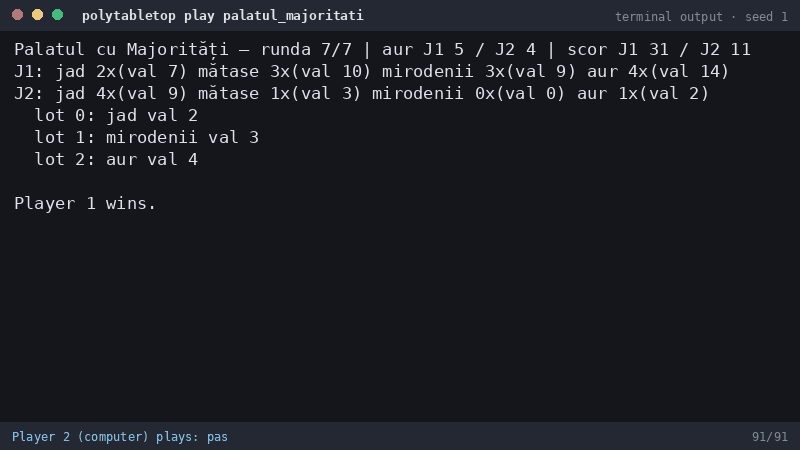 polytabletop play palatul_majoritati
terminal output · seed 1
Palatul cu Majorități — runda 7/7 | aur J1 5 / J2 4 | scor J1 31 / J2 11
J1: jad 2x(val 7) mătase 3x(val 10) mirodenii 3x(val 9) aur 4x(val 14)
J2: jad 4x(val 9) mătase 1x(val 3) mirodenii 0x(val 0) aur 1x(val 2)
lot 0: jad val 2
lot 1: mirodenii val 3
lot 2: aur val 4
Player 1 wins.
Player 2 (computer) plays: pas
91/91